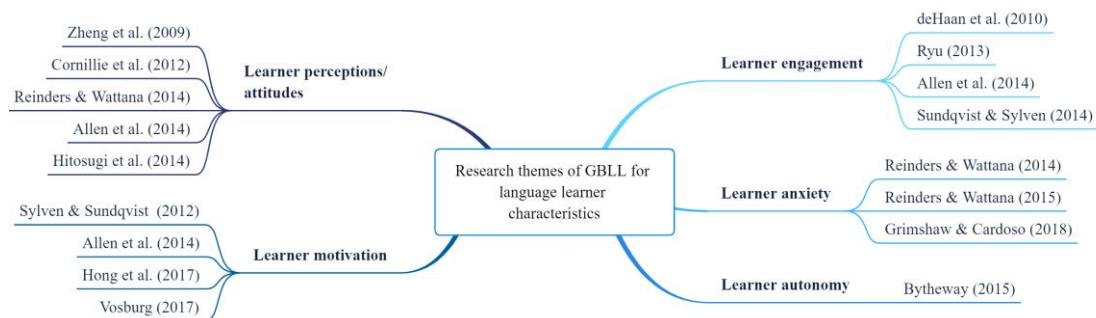 Zheng et al. (2009)
Cornillie et al. (2012)
Reinders & Wattana (2014)
Allen et al. (2014)
Hitosugi et al. (2014)
Learner perceptions/
attitudes
Sylven & Sundqvist (2012)
Allen et al. (2014)
Hong et al. (2017)
Vosburg (2017)
Learner motivation
Research themes of GBLL for
language learner
characteristics
Learner engagement
deHaan et al. (2010)
Ryu (2013)
Allen et al. (2014)
Sundqvist & Sylven (2014)
Learner anxiety
Reinders & Wattana (2014)
Reinders & Wattana (2015)
Grimshaw & Cardoso (2018)
Learner autonomy
Bytheway (2015)